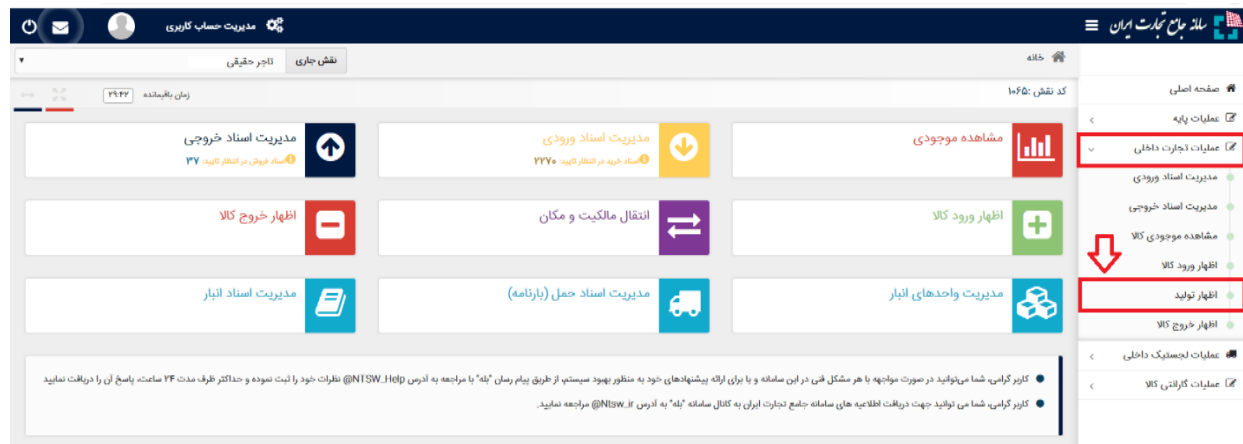 سامانه جامع تجارت ایران
مدیریت حساب کاربری
خانه
نقش جاری
تاجر حقیقی
کد نقش :۱۰۶۵
زمان باقیمانده ۲۹:۴۲
صفحه اصلی
عملیات پایه
عملیات تجارت داخلی
مدیریت اسناد ورودی
مدیریت اسناد خروجی
مشاهده موجودی کالا
اظهار ورود کالا
اظهار تولید
اظهار خروج کالا
عملیات لجستیک داخلی
عملیات گارانتی کالا
مشاهده موجودی
مدیریت اسناد ورودی
اسناد خرید در انتظار تایید: ۲۲۷۰
مدیریت اسناد خروجی
اسناد فروش در انتظار تایید: ۳۷
اظهار ورود کالا
انتقال مالکیت و مکان
اظهار خروج کالا
مدیریت واحدهای انبار
مدیریت اسناد حمل (بارنامه)
مدیریت اسناد انبار
کاربر گرامی، شما می‌توانید در صورت مواجهه با هر مشکل فنی در این سامانه و یا برای ارائه پیشنهادهای خود به منظور بهبود سیستم، از طریق پیام رسان "بله" با مراجعه به آدرس NTSW_Help@ نظرات خود را ثبت نموده و حداکثر ظرف مدت ۲۴ ساعت، پاسخ آن را دریافت نمایید
کاربر گرامی، شما می توانید جهت دریافت اطلاعیه های سامانه جامع تجارت ایران به کانال سامانه "بله" به آدرس Ntsw_ir@ مراجعه نمایید.